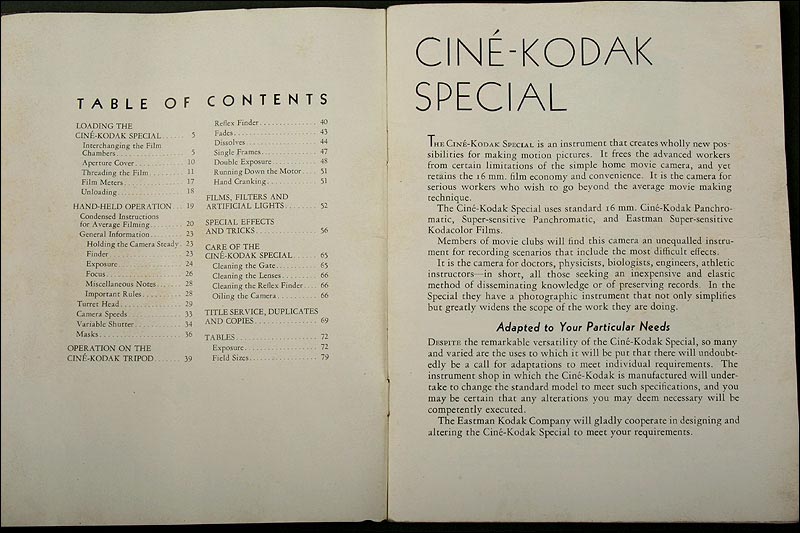 TABLE OF CONTENTS
LOADING THE
CINÉ-KODAK SPECIAL...... 5
Interchanging the Film
Chambers................ 5
Aperture Cover............ 10
Threading the Film........ 11
Film Meters............... 17
Unloading................. 18
HAND-HELD OPERATION.. 19
Condensed Instructions
for Average Filming........ 20
General Information........ 23
Holding the Camera Steady. 23
Finder.................. 23
Exposure................ 24
Focus................... 26
Miscellaneous Notes...... 28
Important Rules.......... 28
Turret Head............... 29
Camera Speeds............. 33
Variable Shutter........... 34
Masks..................... 36
OPERATION ON THE
CINÉ-KODAK TRIPOD....... 39
Reflex Finder.............. 40
Fades..................... 43
Dissolves.................. 44
Single Frames.............. 47
Double Exposure........... 48
Running Down the Motor.... 51
Hand Cranking............. 51
FILMS, FILTERS AND
ARTIFICIAL LIGHTS........ 52
SPECIAL EFFECTS
AND TRICKS............... 56
CARE OF THE
CINÉ-KODAK SPECIAL...... 65
Cleaning the Gate.......... 65
Cleaning the Lenses........ 66
Cleaning the Reflex Finder... 66
Oiling the Camera.......... 66
TITLE SERVICE, DUPLICATES
AND COPIES............... 69
TABLES.................... 72
Exposure.................. 72
Field Sizes................ 79
CINÉ-KODAK
SPECIAL
THE CINÉ-KODAK SPECIAL is an instrument that creates wholly new pos-
sibilities for making motion pictures. It frees the advanced workers
from certain limitations of the simple home movie camera, and yet
retains the 16 mm. film economy and convenience. It is the camera for
serious workers who wish to go beyond the average movie making
technique.
The Ciné-Kodak Special uses standard 16 mm. Ciné-Kodak Panchro-
matic, Super-sensitive Panchromatic, and Eastman Super-sensitive
Kodacolor Films.
Members of movie clubs will find this camera an unequalled instru-
ment for recording scenarios that include the most difficult effects.
It is the camera for doctors, physicists, biologists, engineers, athletic
instructors—in short, all those seeking an inexpensive and elastic
method of disseminating knowledge or of preserving records. In the
Special they have a photographic instrument that not only simplifies
but greatly widens the scope of the work they are doing.
Adapted to Your Particular Needs
DESPITE the remarkable versatility of the Ciné-Kodak Special, so many
and varied are the uses to which it will be put that there will undoubt-
edly be a call for adaptations to meet individual requirements. The
instrument shop in which the Ciné-Kodak is manufactured will under-
take to change the standard model to meet such specifications, and you
may be certain that any alterations you may deem necessary will be
competently executed.
The Eastman Kodak Company will gladly cooperate in designing and
altering the Ciné-Kodak Special to meet your requirements.